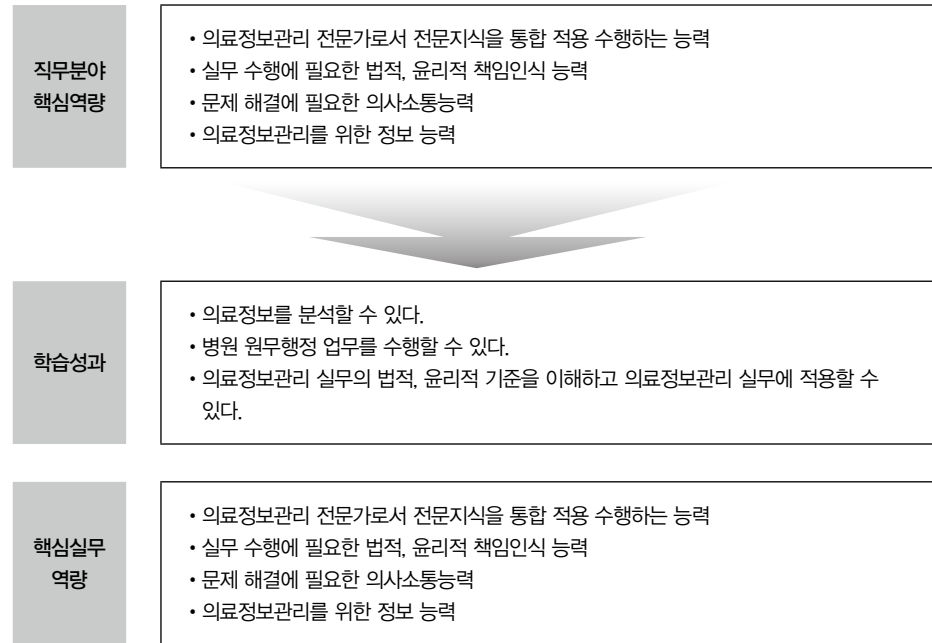 직무분야
핵심역량
• 의료정보관리 전문가로서 전문지식을 통합 적용 수행하는 능력
• 실무 수행에 필요한 법적, 윤리적 책임인식 능력
• 문제 해결에 필요한 의사소통능력
• 의료정보관리를 위한 정보 능력
학습성과
• 의료정보를 분석할 수 있다.
• 병원 원무행정 업무를 수행할 수 있다.
• 의료정보관리 실무의 법적, 윤리적 기준을 이해하고 의료정보관리 실무에 적용할 수
있다.
핵심실무
역량
• 의료정보관리 전문가로서 전문지식을 통합 적용 수행하는 능력
• 실무 수행에 필요한 법적, 윤리적 책임인식 능력
• 문제 해결에 필요한 의사소통능력
• 의료정보관리를 위한 정보 능력